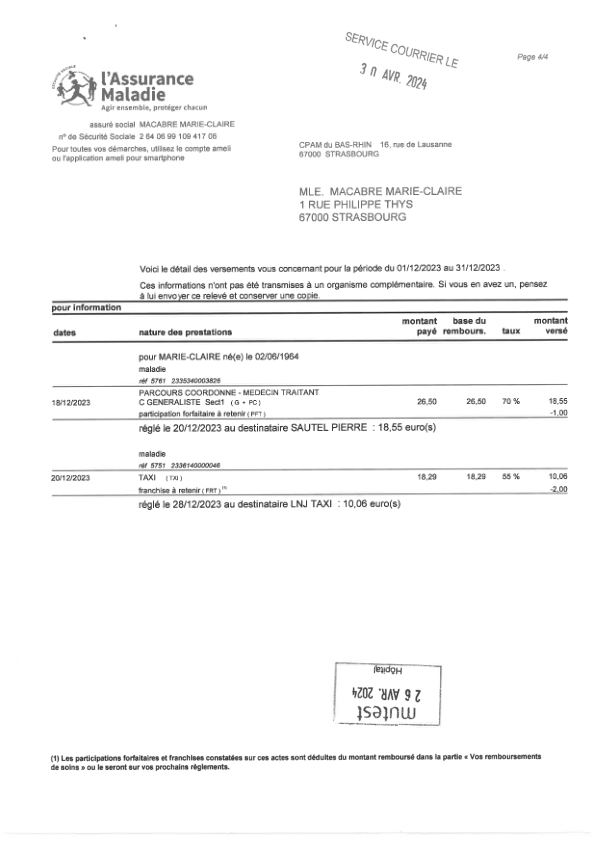 SERVICE COURRIER LE
30 AVR. 2024
Page 4/4
SÉCURITÉ SOCIALE
l'Assurance
Maladie
Agir ensemble, protéger chacun
assuré social MACABRE MARIE-CLAIRE
n° de Sécurité Sociale 2 64 06 99 109 417 06
Pour toutes vos démarches, utilisez le compte ameli
ou l'application ameli pour smartphone
CPAM du BAS-RHIN 16, rue de Lausanne
67000 STRASBOURG
MLE. MACABRE MARIE-CLAIRE
1 RUE PHILIPPE THYS
67000 STRASBOURG
Voici le détail des versements vous concernant pour la période du 01/12/2023 au 31/12/2023 .
Ces informations n'ont pas été transmises à un organisme complémentaire. Si vous en avez un, pensez
à lui envoyer ce relevé et conserver une copie.
pour information
dates nature des prestations montant payé base du rembours. taux montant versé
pour MARIE-CLAIRE né(e) le 02/06/1964
maladie
réf 5761 2335340003826
PARCOURS COORDONNE - MEDECIN TRAITANT
18/12/2023 C GENERALISTE Sect1 ( G + PC ) 26,50 26,50 70 % 18,55
participation forfaitaire à retenir ( PFT ) -1,00
réglé le 20/12/2023 au destinataire SAUTEL PIERRE : 18,55 euro(s)
maladie
réf 5751 2336140000046
20/12/2023 TAXI ( TXI ) 18,29 18,29 55 % 10,06
franchise à retenir ( FRT ) (1) -2,00
réglé le 28/12/2023 au destinataire LNJ TAXI : 10,06 euro(s)
mutest
26 AVR. 2024
Hôpital
(1) Les participations forfaitaires et franchises constatées sur ces actes sont déduites du montant remboursé dans la partie « Vos remboursements
de soins » ou le seront sur vos prochains règlements.